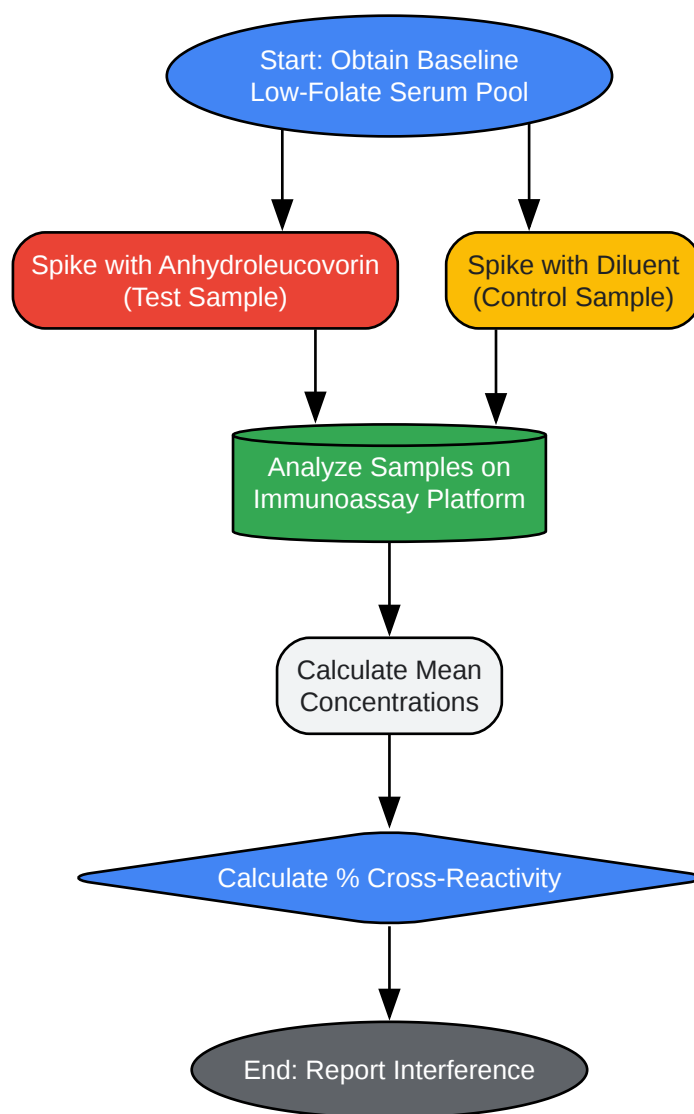 Start: Obtain Baseline
Low-Folate Serum Pool
Spike with Anhydroleucovorin
(Test Sample)
Spike with Diluent
(Control Sample)
Analyze Samples on
Immunoassay Platform
Calculate Mean
Concentrations
Calculate % Cross-Reactivity
End: Report Interference